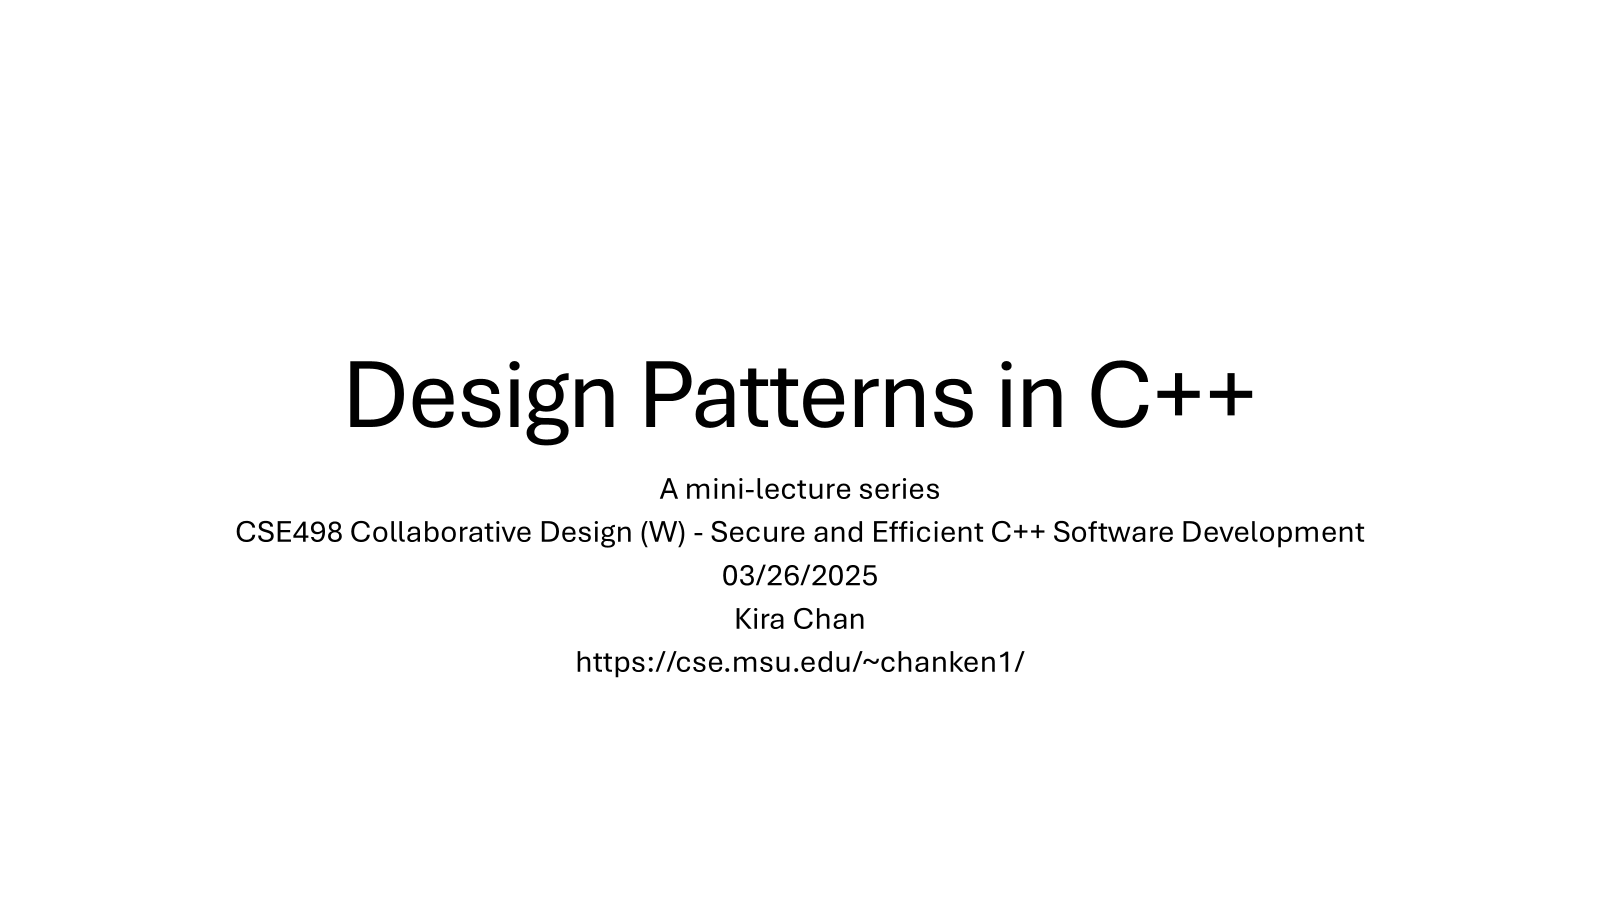 Design Patterns in C++
A mini-lecture series
CSE498 Collaborative Design (W) - Secure and Efficient C++ Software Development
03/26/2025
Kira Chan
https://cse.msu.edu/~chanken1/